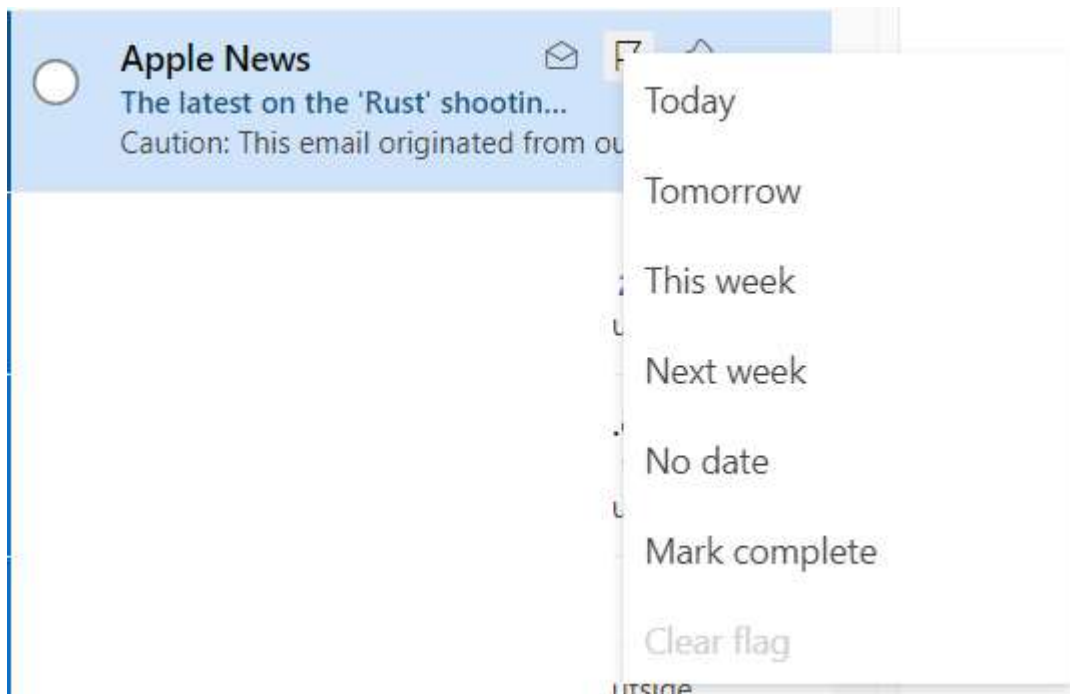 Apple News
The latest on the 'Rust' shootin...
Caution: This email originated from
Today
Tomorrow
This week
Next week
No date
Mark complete
Clear flag